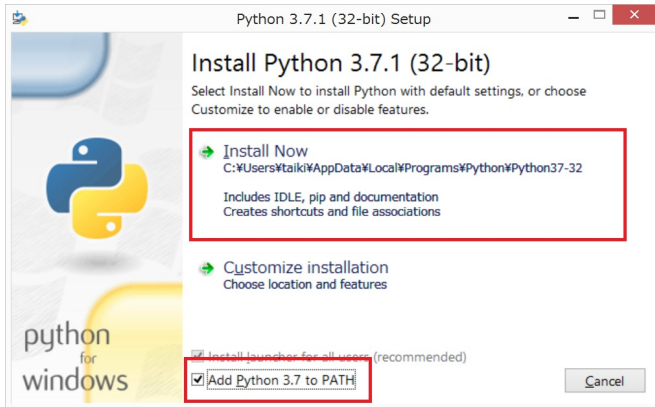 Python 3.7.1 (32-bit) Setup
Install Python 3.7.1 (32-bit)
Select Install Now to install Python with default settings, or choose
Customize to enable or disable features.
Install Now
C:¥Users¥taiki¥AppData¥Local¥Programs¥Python¥Python37-32
Includes IDLE, pip and documentation
Creates shortcuts and file associations
Customize installation
Choose location and features
Install launcher for all users (recommended)
Add Python 3.7 to PATH
Cancel
python
for
windows